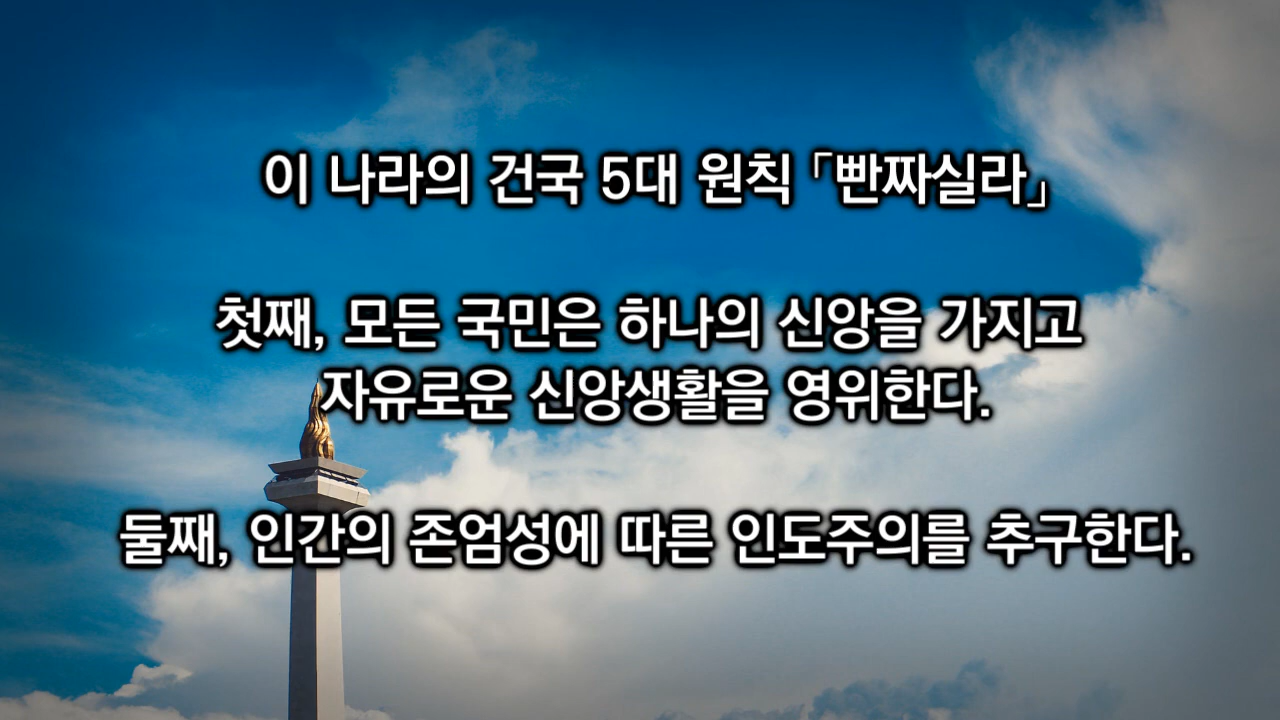 이 나라의 건국 5대 원칙 「빤짜실라」
첫째, 모든 국민은 하나의 신앙을 가지고
자유로운 신앙생활을 영위한다.
둘째, 인간의 존엄성에 따른 인도주의를 추구한다.